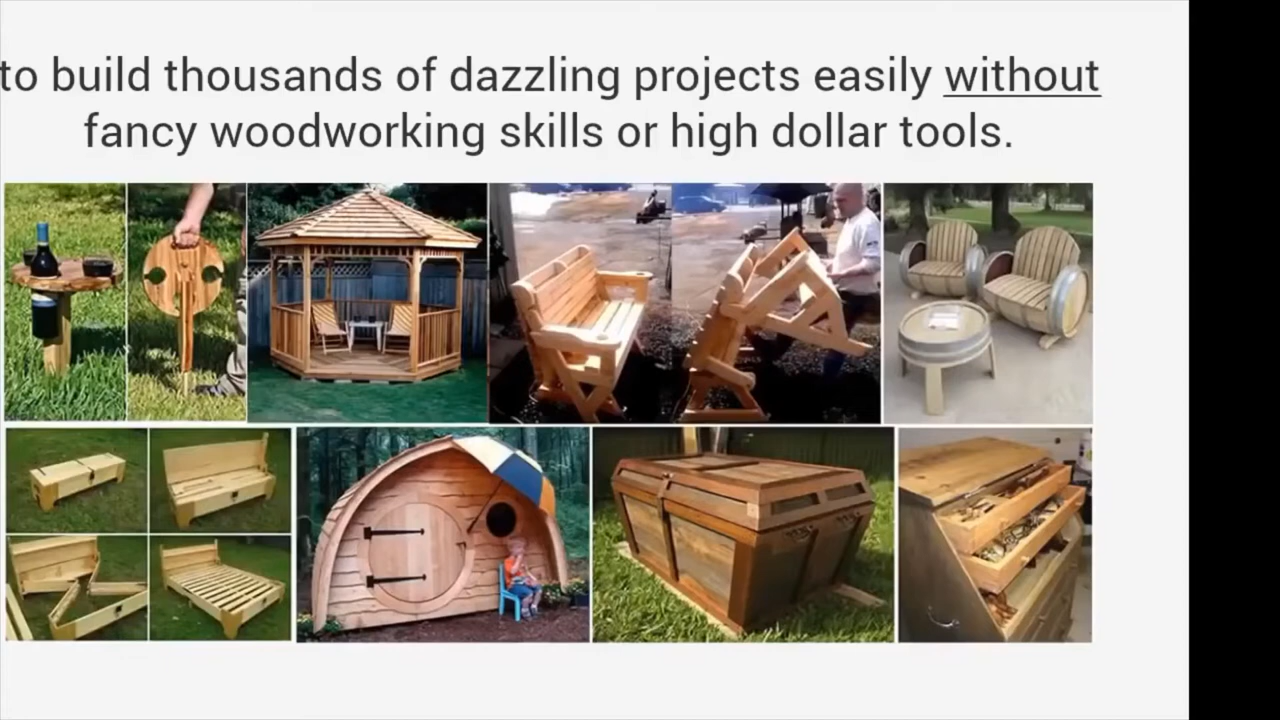 to build thousands of dazzling projects easily without
fancy woodworking skills or high dollar tools.